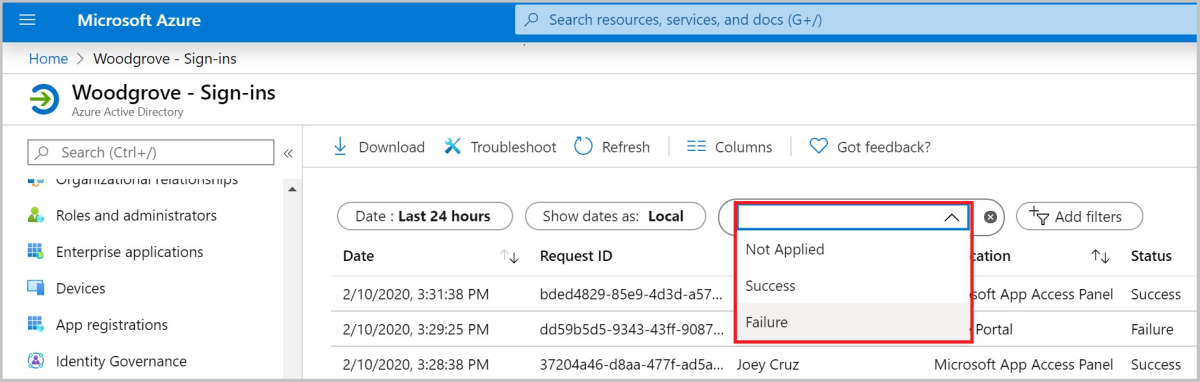 Microsoft Azure
Search resources, services, and docs (G+/)
Home > Woodgrove - Sign-ins
Woodgrove - Sign-ins
Azure Active Directory
Search (Ctrl+/)
«
Download
Troubleshoot
Refresh
Columns
Got feedback?
Organizational relationships
Roles and administrators
Enterprise applications
Devices
App registrations
Identity Governance
Date : Last 24 hours
Show dates as: Local
Add filters
Not Applied
Success
Failure
Date Request ID cation Status
2/10/2020, 3:31:38 PM bded4829-85e9-4d3d-a57... soft App Access Panel Success
2/10/2020, 3:29:25 PM dd59b5d5-9343-43ff-9087... Portal Failure
2/10/2020, 3:28:38 PM 37204a46-d8aa-477f-ad5a... Joey Cruz Microsoft App Access Panel Success